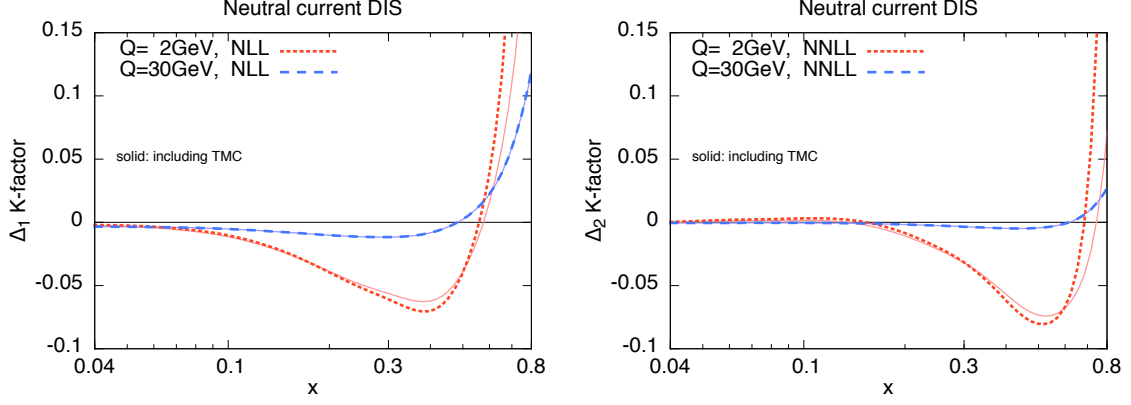 Neutral current DIS
0.15
0.1
0.05
0
-0.05
-0.1
Δ1 K-factor
Q= 2GeV, NLL
Q=30GeV, NLL
solid: including TMC
0.04
0.1
0.3
0.8
x
Neutral current DIS
0.15
0.1
0.05
0
-0.05
-0.1
Δ2 K-factor
Q= 2GeV, NNLL
Q=30GeV, NNLL
solid: including TMC
0.04
0.1
0.3
0.8
x